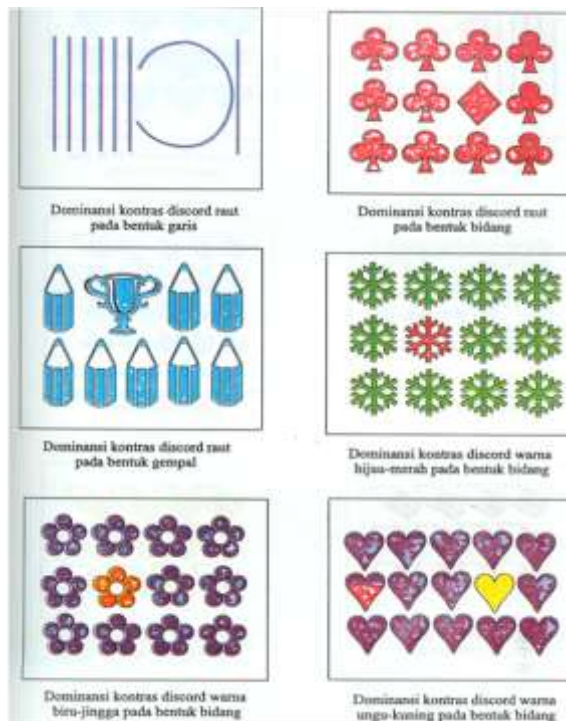 Dominansi kontras discord raut
pada bentuk garis
Dominansi kontras discord raut
pada bentuk bidang
Dominansi kontras discord raut
pada bentuk gempal
Dominansi kontras discord warna
hijau-merah pada bentuk bidang
Dominansi kontras discord warna
biru-jingga pada bentuk bidang
Dominansi kontras discord warna
ungu-kuning pada bentuk bidang